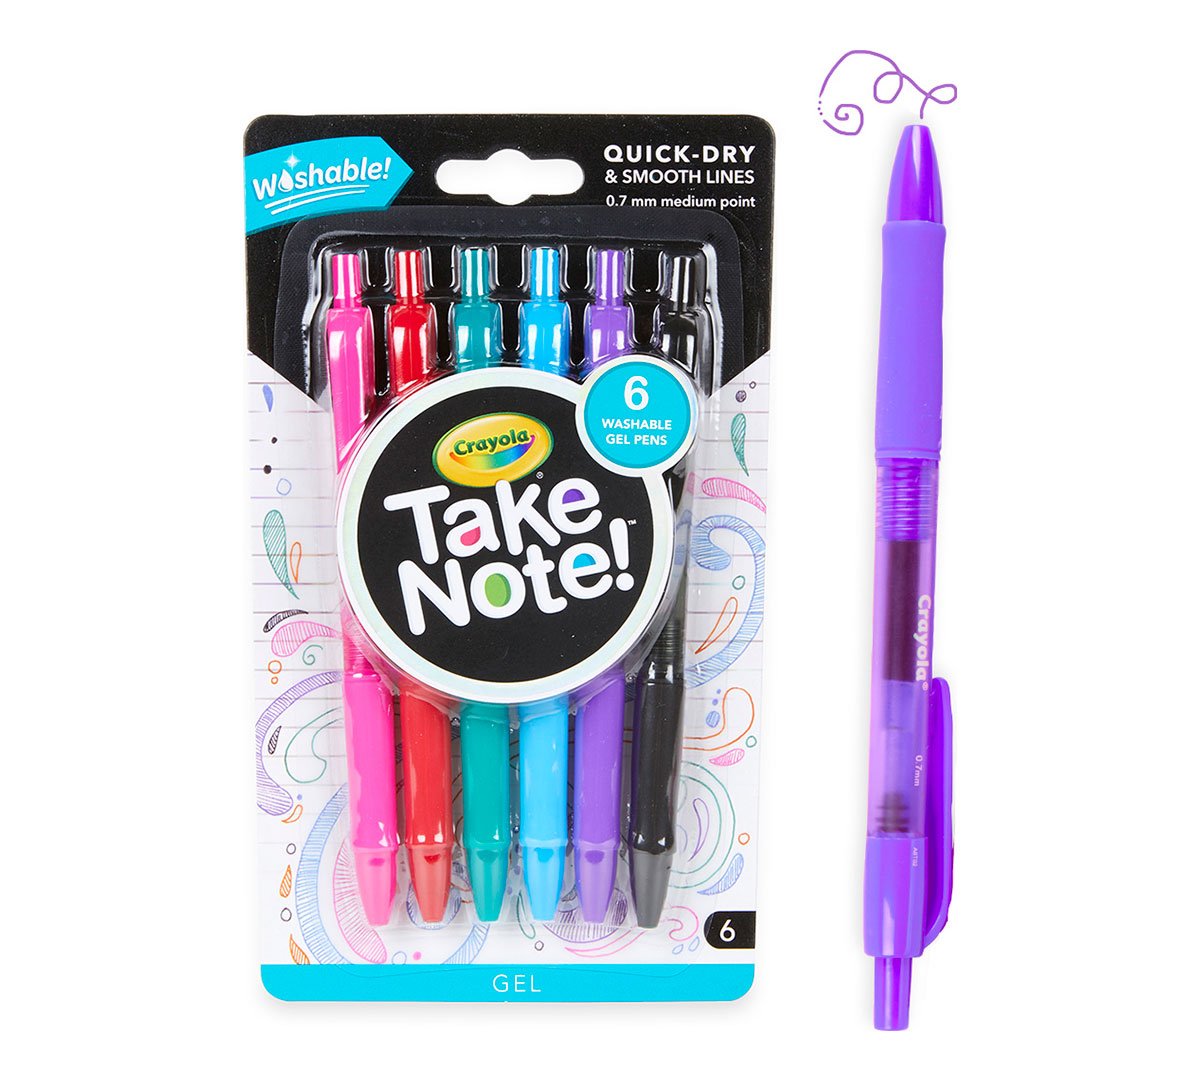 Washable!
QUICK-DRY
& SMOOTH LINES
0.7 mm medium point
6
WASHABLE
GEL PENS
Crayola®
Take
Note!™
6
GEL
Crayola®
0.7mm